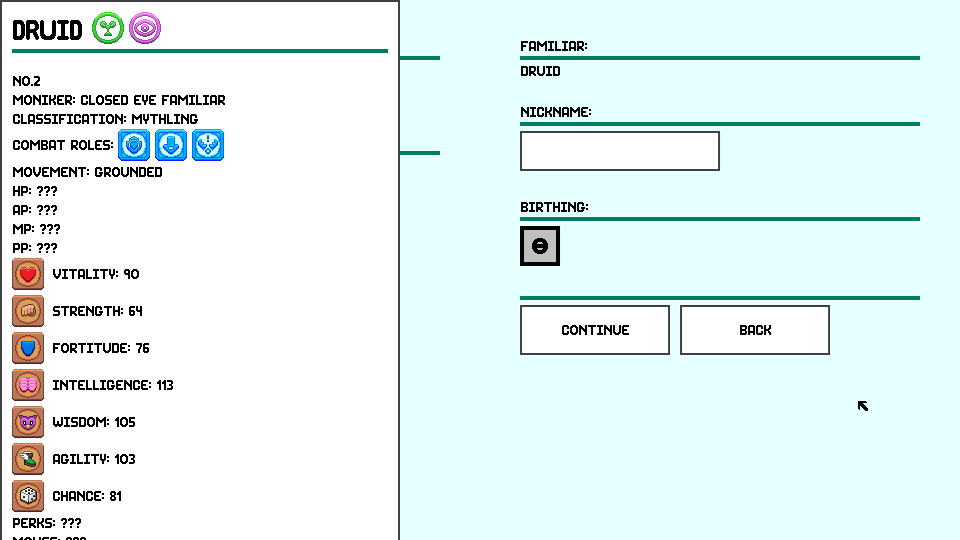 DRUID
NO.2
MONIKER: CLOSED EYE FAMILIAR
CLASSIFICATION: MYTHLING
COMBAT ROLES:
MOVEMENT: GROUNDED
HP: ???
AP: ???
MP: ???
PP: ???
VITALITY: 90
STRENGTH: 64
FORTITUDE: 76
INTELLIGENCE: 113
WISDOM: 105
AGILITY: 103
CHANCE: 81
PERKS: ???
MOVES: ???
FAMILIAR:
DRUID
NICKNAME:
BIRTHING:
CONTINUE
BACK